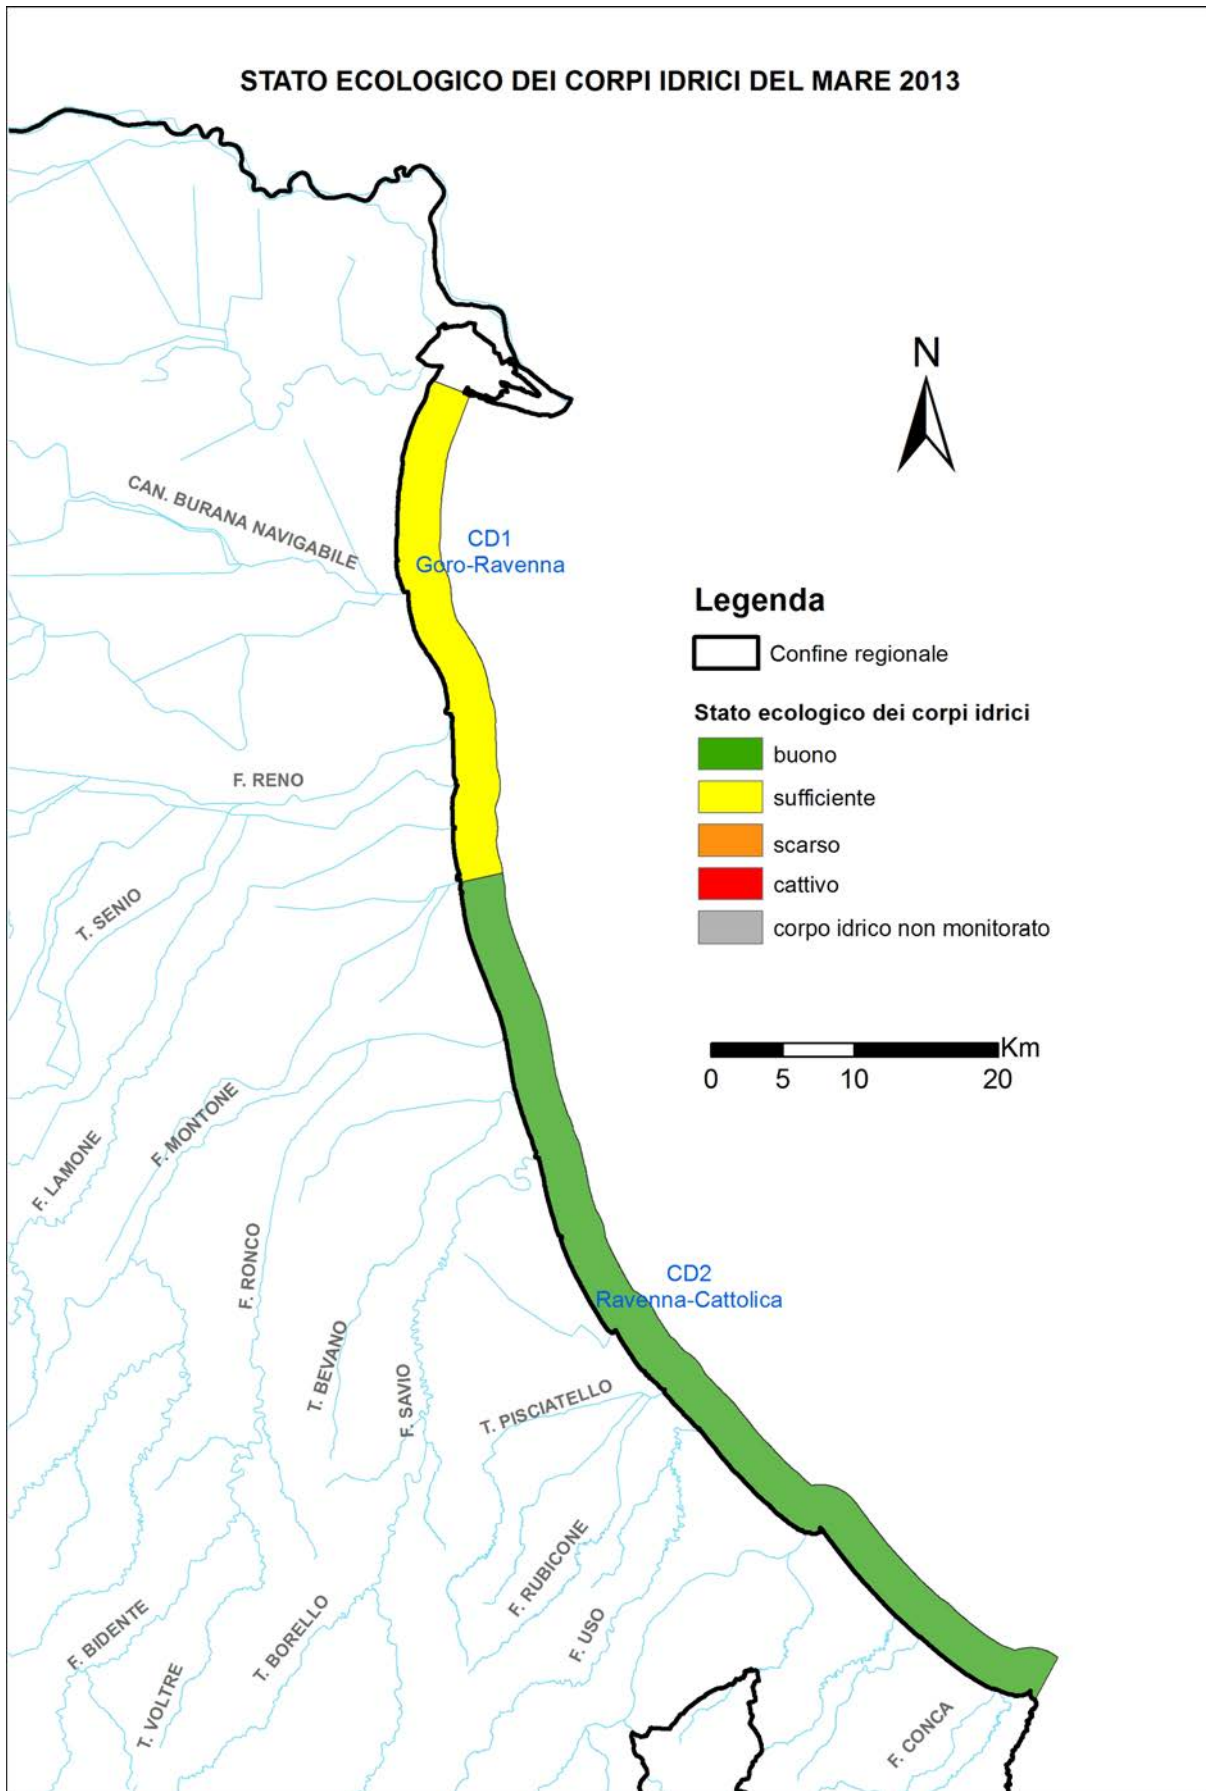 STATO ECOLOGICO DEI CORPI IDRICI DEL MARE 2013
N
CAN. BURANA NAVIGABILE
CD1
Goro-Ravenna
Legenda
Confine regionale
Stato ecologico dei corpi idrici
buono
sufficiente
scarso
cattivo
corpo idrico non monitorato
F. RENO
T. SENIO
Km
0 5 10 20
F. LAMONE
F. MONTONE
F. RONCO
CD2
Ravenna-Cattolica
T. BEVANO
F. SAVIO
T. PISCIATELLO
F. RUBICONE
F. USO
F. BIDENTE
T. VOLTRE
T. BORELLO
F. CONCA